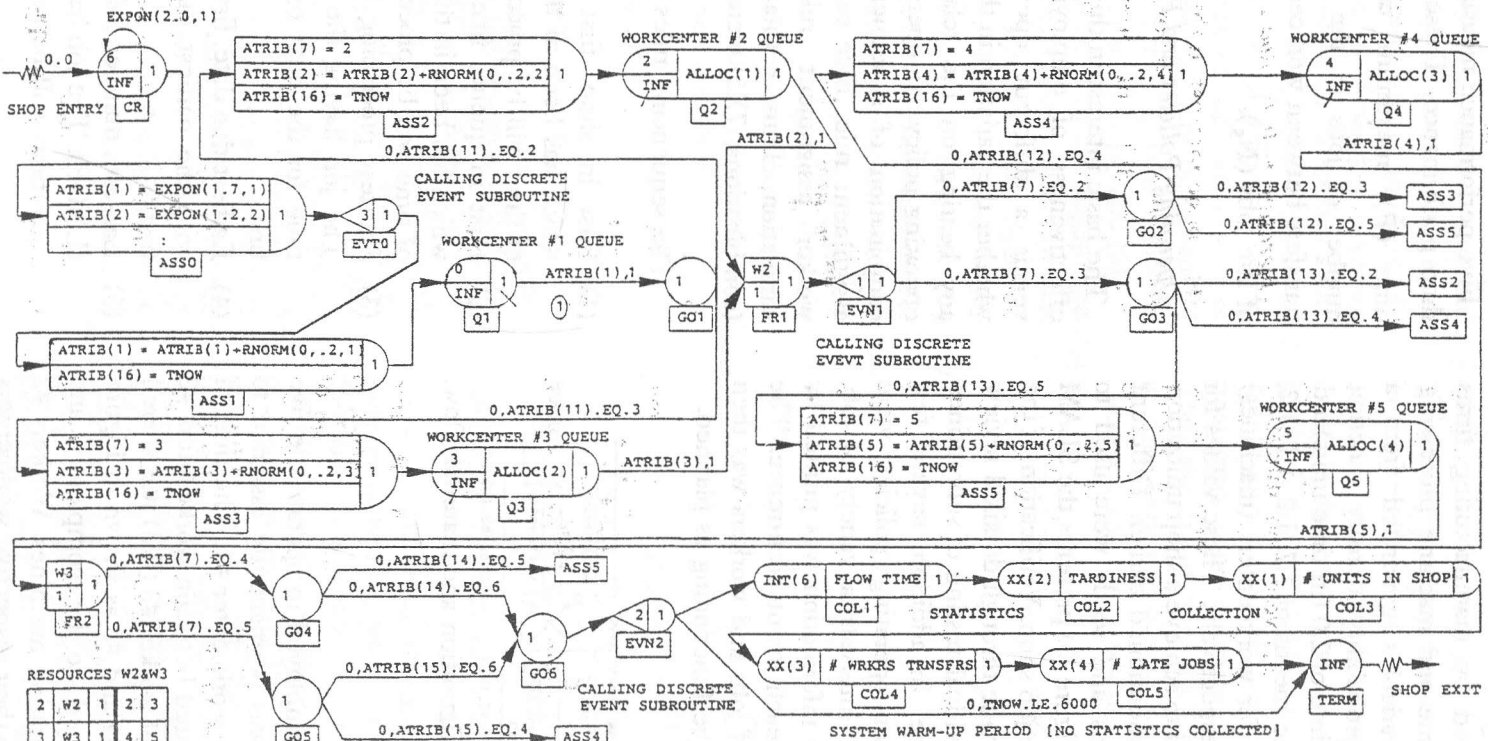 EXPON(2.0,1)
0.0
6
INF
1
SHOP ENTRY
CR
ATRIB(7) = 2
ATRIB(2) = ATRIB(2)+RNORM(0,.2,2)
ATRIB(16) = TNOW
1
ASS2
WORKCENTER #2 QUEUE
2
INF
ALLOC(1)
1
Q2
ATRIB(7) = 4
ATRIB(4) = ATRIB(4)+RNORM(0,.2,4)
ATRIB(16) = TNOW
1
ASS4
WORKCENTER #4 QUEUE
4
INF
ALLOC(3)
1
Q4
ATRIB(2),1
ATRIB(4),1
0,ATRIB(11).EQ.2
ATRIB(1) = EXPON(1.7,1)
ATRIB(2) = EXPON(1.2,2)
:
1
ASS0
CALLING DISCRETE
EVENT SUBROUTINE
3
1
EVT0
WORKCENTER #1 QUEUE
0
INF
1
Q1
ATRIB(1),1
1
1
GO1
0,ATRIB(12).EQ.4
0,ATRIB(7).EQ.2
1
GO2
0,ATRIB(12).EQ.3
ASS3
0,ATRIB(12).EQ.5
ASS5
W2
1
1
FR1
1
1
EVN1
0,ATRIB(7).EQ.3
1
GO3
0,ATRIB(13).EQ.2
ASS2
0,ATRIB(13).EQ.4
ASS4
CALLING DISCRETE
EVEVT SUBROUTINE
ATRIB(1) = ATRIB(1)+RNORM(0,.2,1)
ATRIB(16) = TNOW
1
ASS1
0,ATRIB(13).EQ.5
0,ATRIB(11).EQ.3
ATRIB(7) = 3
ATRIB(3) = ATRIB(3)+RNORM(0,.2,3)
ATRIB(16) = TNOW
1
ASS3
WORKCENTER #3 QUEUE
3
INF
ALLOC(2)
1
Q3
ATRIB(3),1
ATRIB(7) = 5
ATRIB(5) = ATRIB(5)+RNORM(0,.2,5)
ATRIB(16) = TNOW
1
ASS5
WORKCENTER #5 QUEUE
5
INF
ALLOC(4)
1
Q5
ATRIB(5),1
W3
1
1
FR2
0,ATRIB(7).EQ.4
0,ATRIB(7).EQ.5
1
GO4
0,ATRIB(14).EQ.5
ASS5
0,ATRIB(14).EQ.6
1
GO6
0,ATRIB(15).EQ.6
1
GO5
0,ATRIB(15).EQ.4
ASS4
2
1
EVN2
CALLING DISCRETE
EVENT SUBROUTINE
INT(6)
FLOW TIME
1
COL1
STATISTICS
XX(2)
TARDINESS
1
COL2
COLLECTION
XX(1)
# UNITS IN SHOP
1
COL3
XX(3)
# WRKRS TRNSFRS
1
COL4
XX(4)
# LATE JOBS
1
COL5
0,TNOW.LE.6000
INF
TERM
SHOP EXIT
SYSTEM WARM-UP PERIOD [NO STATISTICS COLLECTED]
RESOURCES W2&W3
2 W2 1 2 3
3 W3 1 4 5